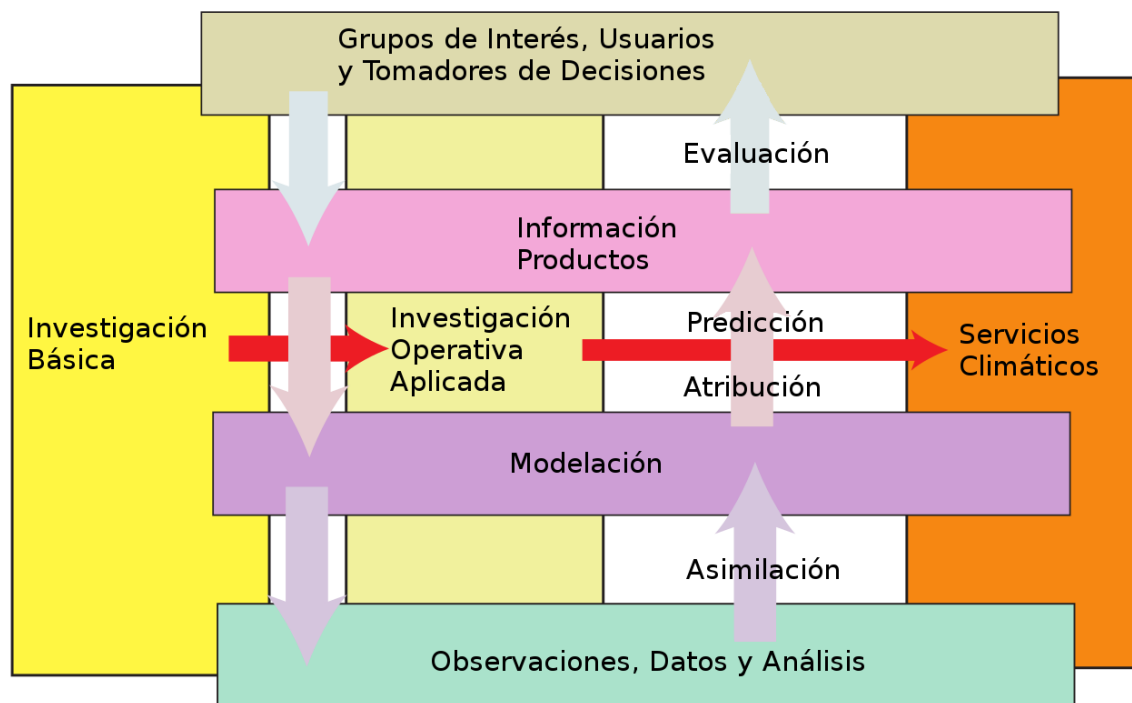 Grupos de Interés, Usuarios
y Tomadores de Decisiones
Evaluación
Información
Productos
Investigación
Básica
Investigación
Operativa
Aplicada
Predicción
Atribución
Servicios
Climáticos
Modelación
Asimilación
Observaciones, Datos y Análisis